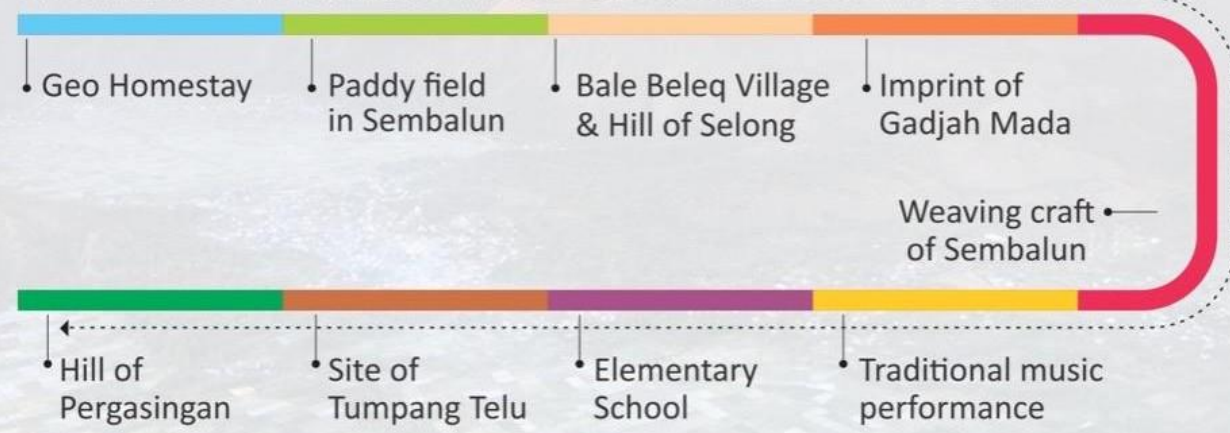 Geo Homestay
Paddy field
in Sembalun
Bale Beleq Village
& Hill of Selong
Imprint of
Gadjah Mada
Weaving craft
of Sembalun
Hill of
Pergasingan
Site of
Tumpang Telu
Elementary
School
Traditional music
performance